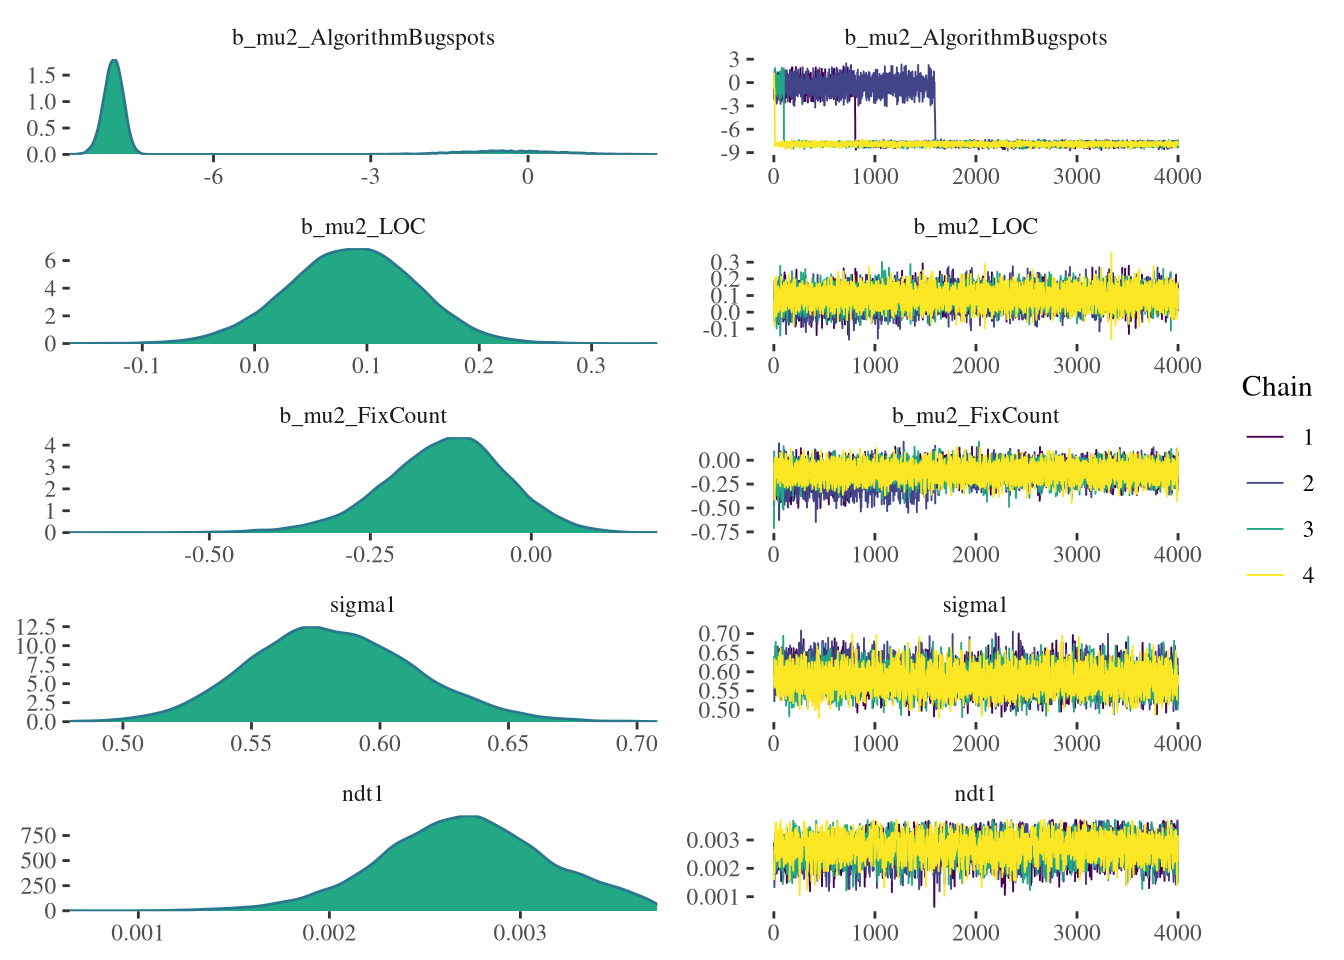 b_mu2_AlgorithmBugspots
1.5
1.0
0.5
0.0
-6 -3 0
b_mu2_AlgorithmBugspots
3
0
-3
-6
-9
0 1000 2000 3000 4000
b_mu2_LOC
6
4
2
0
-0.1 0.0 0.1 0.2 0.3
b_mu2_LOC
0.3
0.2
0.1
0.0
-0.1
0 1000 2000 3000 4000
b_mu2_FixCount
4
3
2
1
0
-0.50 -0.25 0.00
b_mu2_FixCount
0.00
-0.25
-0.50
-0.75
0 1000 2000 3000 4000
sigma1
12.5
10.0
7.5
5.0
2.5
0.0
0.50 0.55 0.60 0.65 0.70
sigma1
0.70
0.65
0.60
0.55
0.50
0 1000 2000 3000 4000
ndt1
750
500
250
0
0.001 0.002 0.003
ndt1
0.003
0.002
0.001
0 1000 2000 3000 4000
Chain
1
2
3
4